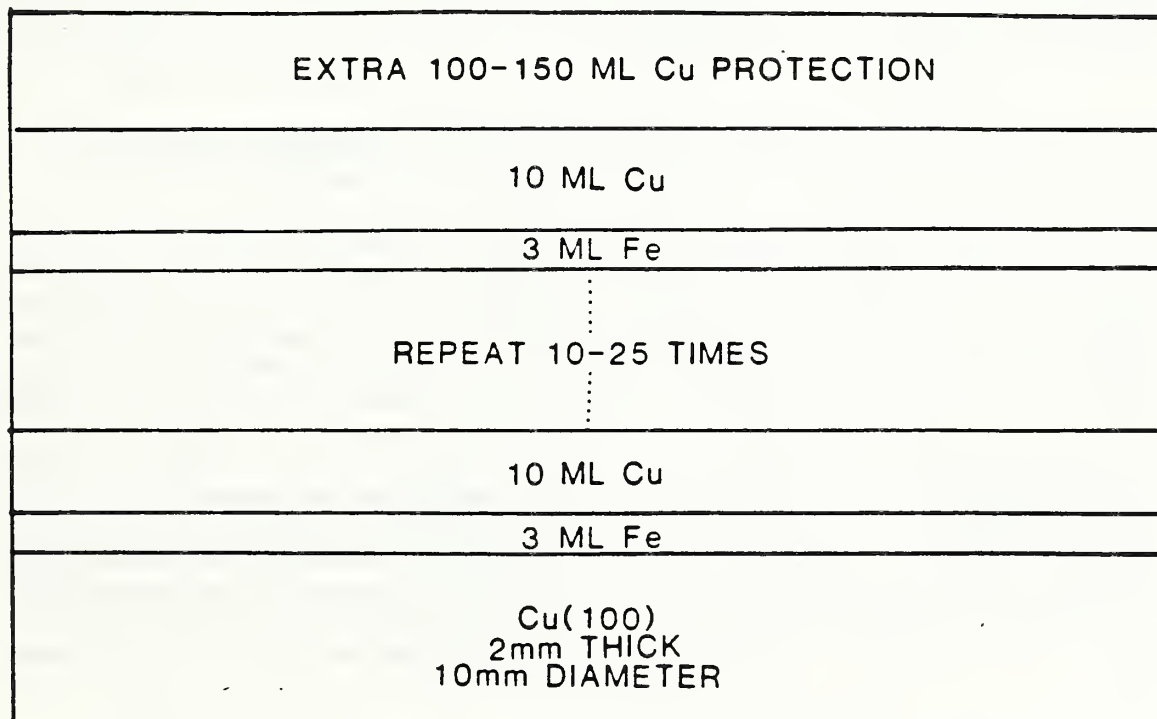 EXTRA 100-150 ML Cu PROTECTION
10 ML Cu
3 ML Fe
REPEAT 10-25 TIMES
10 ML Cu
3 ML Fe
Cu(100)
2mm THICK
10mm DIAMETER